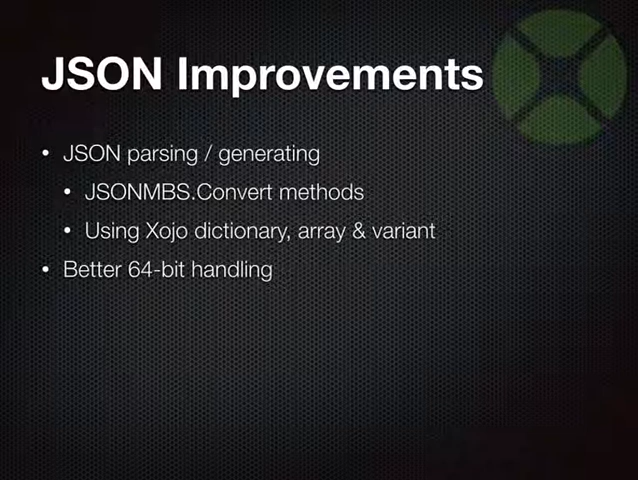 JSON Improvements
• JSON parsing / generating
• JSONMBS.Convert methods
• Using Xojo dictionary, array & variant
• Better 64-bit handling